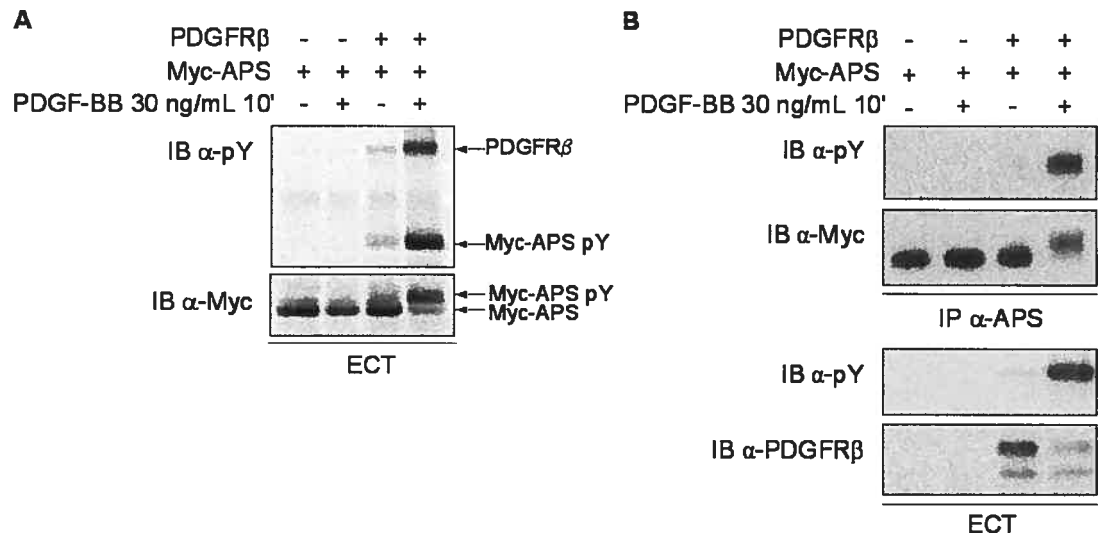 A
PDGFRβ - - + +
Myc-APS + + + +
PDGF-BB 30 ng/mL 10' - + - +
IB α-pY
PDGFRβ
Myc-APS pY
IB α-Myc
Myc-APS pY
Myc-APS
ECT
B
PDGFRβ - - + +
Myc-APS + + + +
PDGF-BB 30 ng/mL 10' - + - +
IB α-pY
IB α-Myc
IP α-APS
IB α-pY
IB α-PDGFRβ
ECT